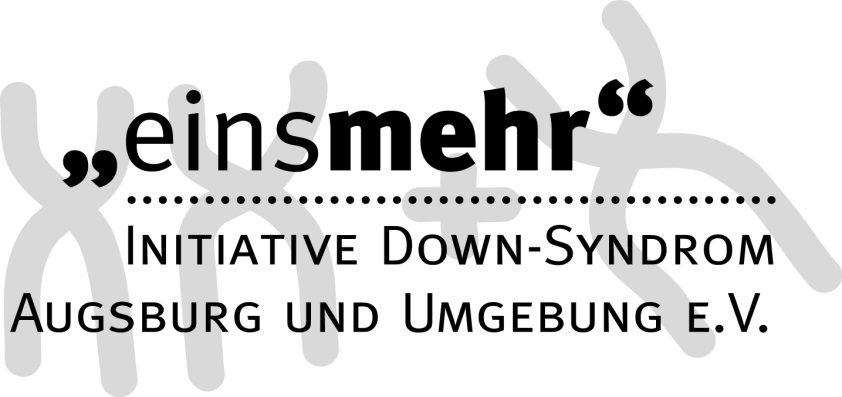 „einsmehr“
Initiative Down-Syndrom
Augsburg und Umgebung e.V.